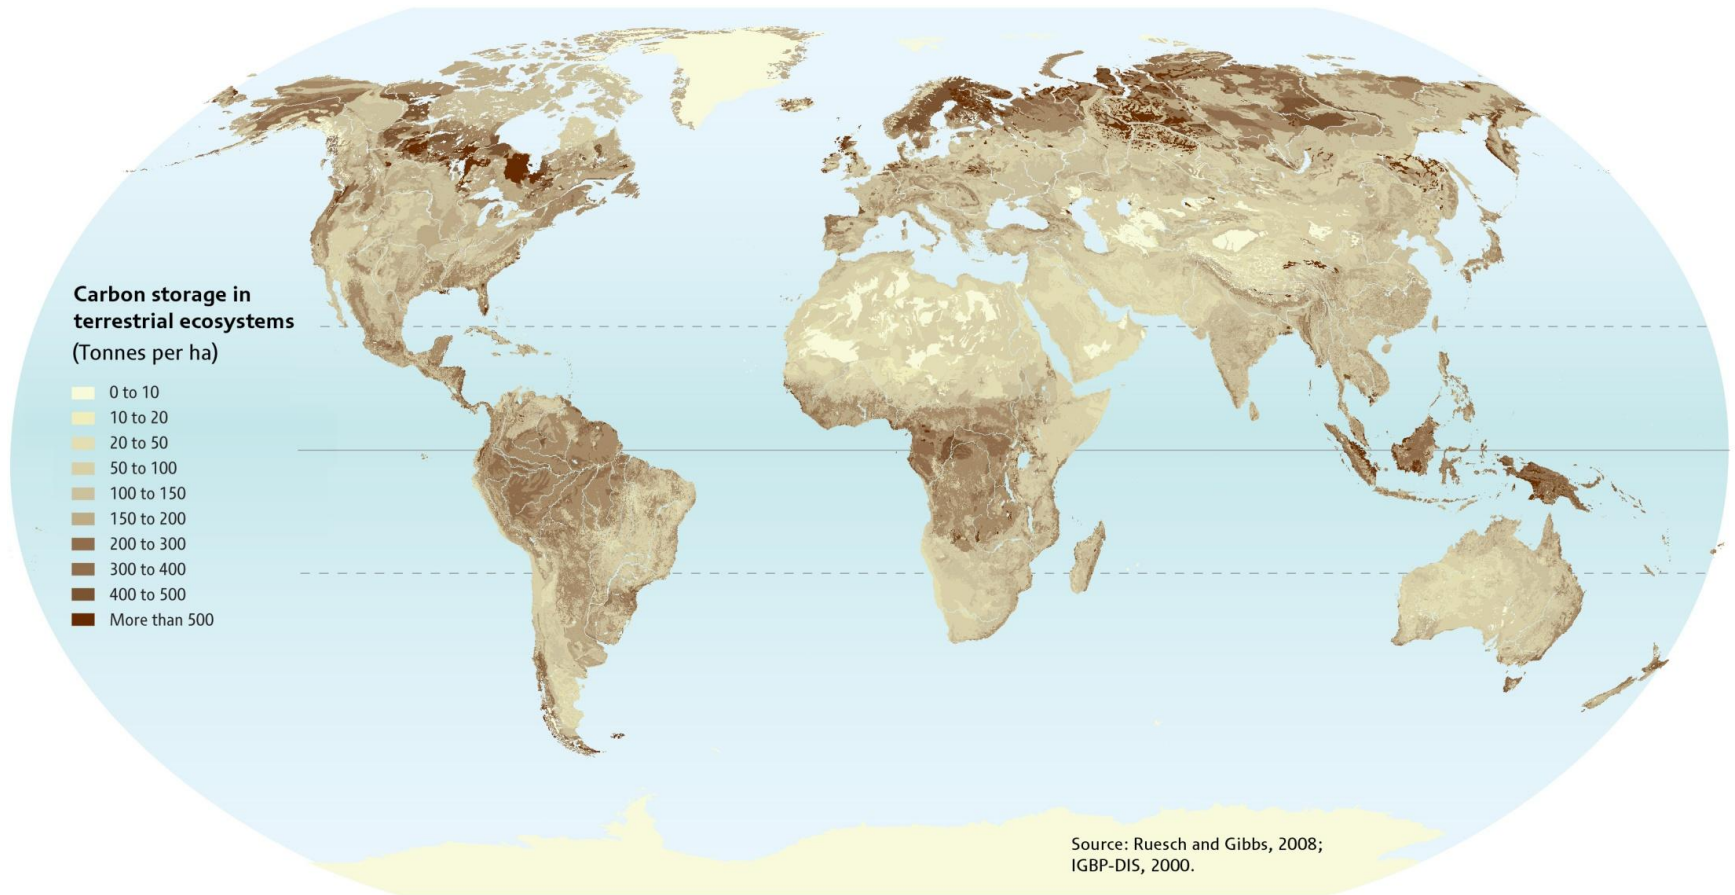 Carbon storage in
terrestrial ecosystems
(Tonnes per ha)
0 to 10
10 to 20
20 to 50
50 to 100
100 to 150
150 to 200
200 to 300
300 to 400
400 to 500
More than 500
Source: Ruesch and Gibbs, 2008;
IGBP-DIS, 2000.